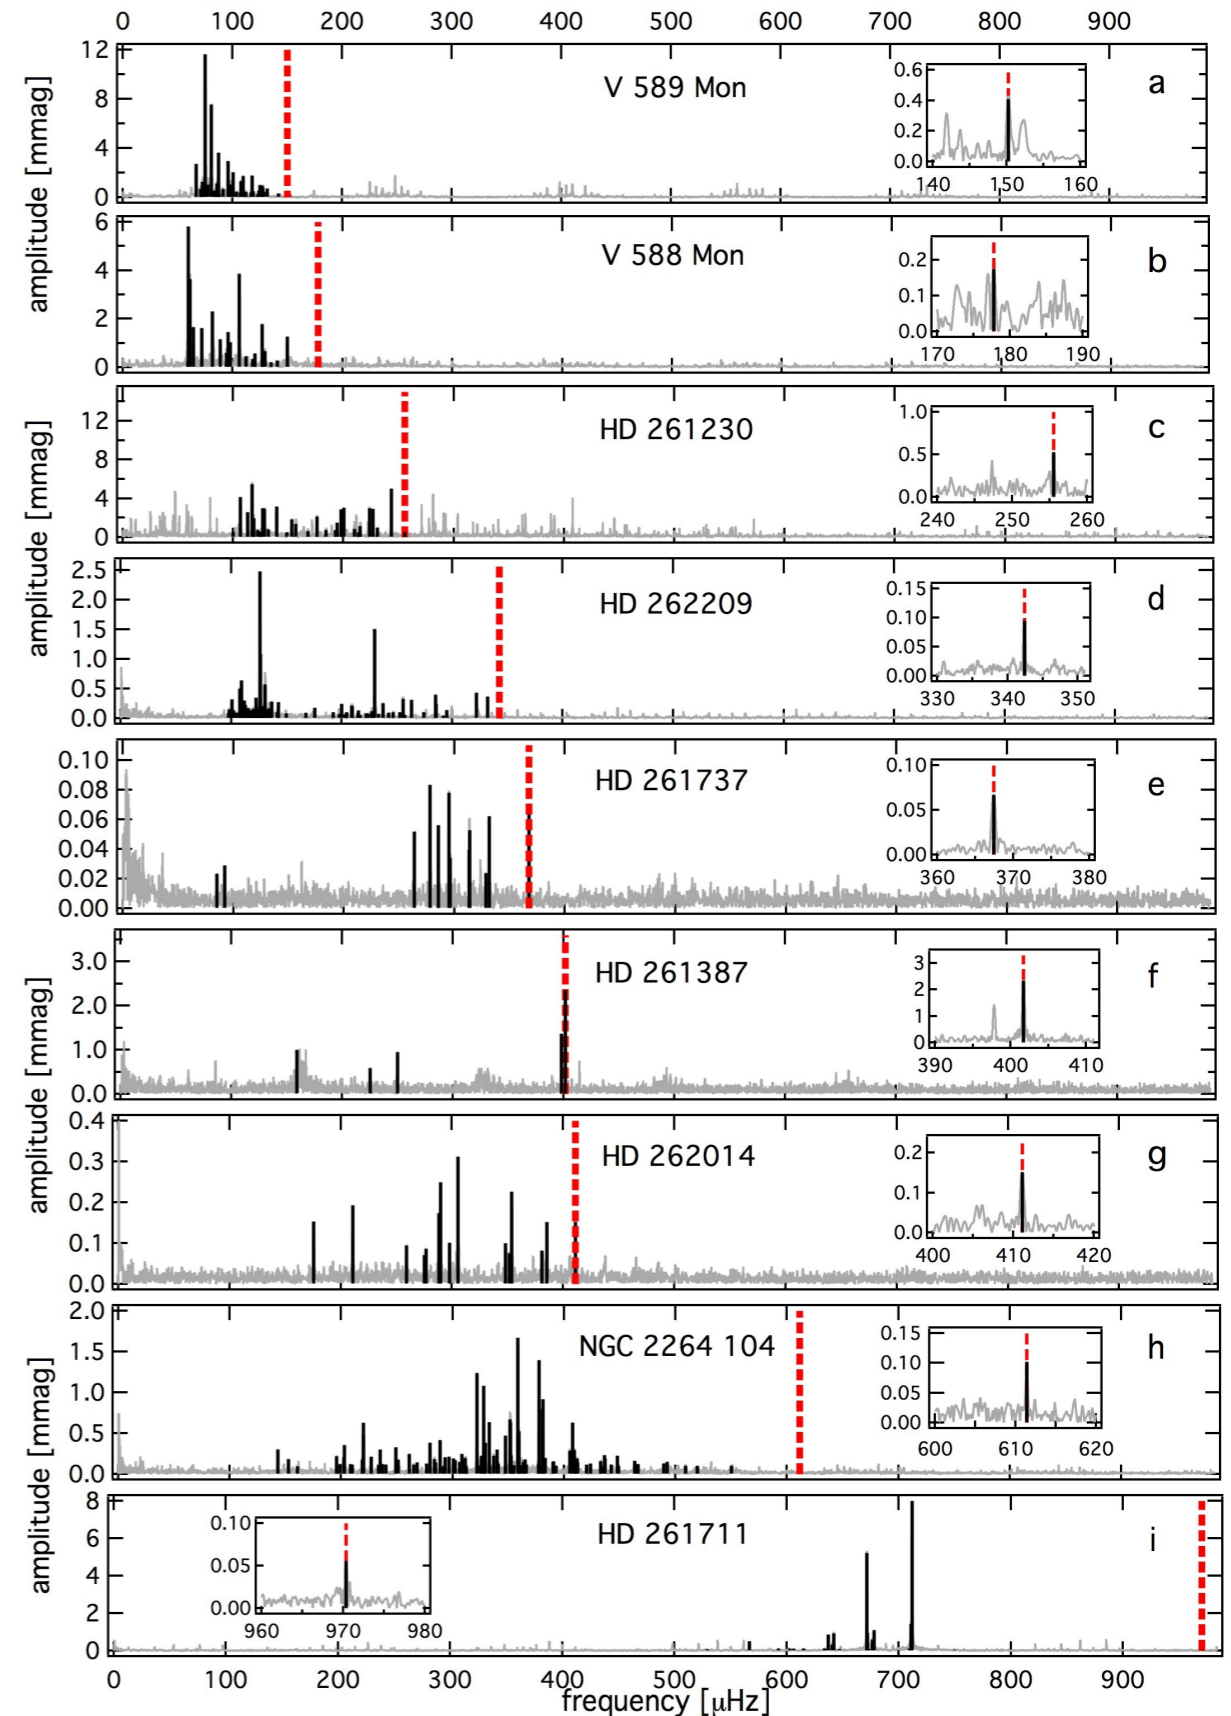 100 200 300 400 500 600 700 800 900
amplitude [mmag]
12
8
4
0
V 589 Mon
0.6
0.4
0.2
0.0
140 150 160
a
amplitude [mmag]
6
4
2
0
V 588 Mon
0.2
0.1
0.0
170 180 190
b
amplitude [mmag]
12
8
4
0
HD 261230
1.0
0.5
0.0
240 250 260
c
2.5
2.0
1.5
1.0
0.5
0.0
HD 262209
0.15
0.10
0.05
0.00
330 340 350
d
amplitude [mmag]
0.10
0.08
0.06
0.04
0.02
0.00
HD 261737
0.10
0.05
0.00
360 370 380
e
amplitude [mmag]
3.0
2.0
1.0
0.0
HD 261387
3
2
1
0
390 400 410
f
amplitude [mmag]
0.4
0.3
0.2
0.1
0.0
HD 262014
0.2
0.1
0.0
400 410 420
g
2.0
1.5
1.0
0.5
0.0
NGC 2264 104
0.15
0.10
0.05
0.00
600 610 620
h
amplitude [mmag]
8
6
4
2
0
0.10
0.05
0.00
960 970 980
HD 261711
i
0 100 200 300 400 500 600 700 800 900
frequency [μHz]